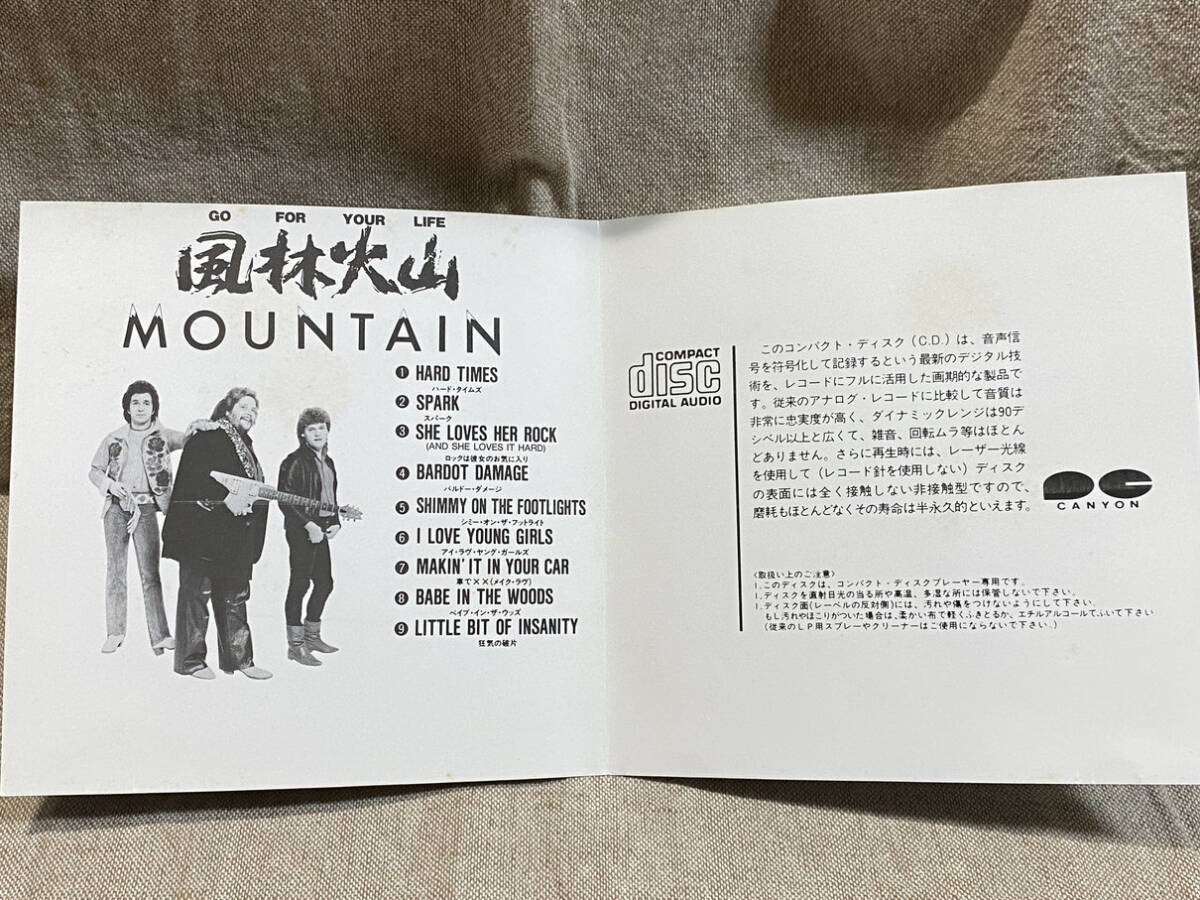 GO FOR YOUR LIFE
風林火山
MOUNTAIN
❶ HARD TIMES
ハード・タイムズ
❷ SPARK
スパーク
❸ SHE LOVES HER ROCK
(AND SHE LOVES IT HARD)
ロックは彼女のお気に入り
❹ BARDOT DAMAGE
バルドー・ダメージ
❺ SHIMMY ON THE FOOTLIGHTS
シミー・オン・ザ・フットライト
❻ I LOVE YOUNG GIRLS
アイ・ラヴ・ヤング・ガールズ
❼ MAKIN' IT IN YOUR CAR
車で××(メイク・ラヴ)
❽ BABE IN THE WOODS
ベイブ・イン・ザ・ウッズ
❾ LITTLE BIT OF INSANITY
狂気の破片
COMPACT
disc
DIGITAL AUDIO
このコンパクト・ディスク(C.D.)は、音声信
号を符号化して記録するという最新のデジタル技
術を、レコードにフルに活用した画期的な製品で
す。従来のアナログ・レコードに比較して音質は
非常に忠実度が高く、ダイナミックレンジは90デ
シベル以上と広くて、雑音、回転ムラ等はほとん
どありません。さらに再生時には、レーザー光線
を使用して(レコード針を使用しない)ディスク
の表面には全く接触しない非接触型ですので、
磨耗もほとんどなくその寿命は半永久的といえます。
CANYON
〈取扱い上のご注意〉
1.このディスクは、コンパクト・ディスクプレーヤー専用です。
1.ディスクを直射日光の当る所や高温、多湿な所には保管しないで下さい。
1.ディスク面(レーベルの反対側)には、汚れや傷をつけないようにして下さい。
もし汚れやほこりがついた場合は、柔かい布で軽くふきとるか、エチルアルコールでふいて下さい
(従来のLP用スプレーやクリーナーはご使用にならないで下さい。)